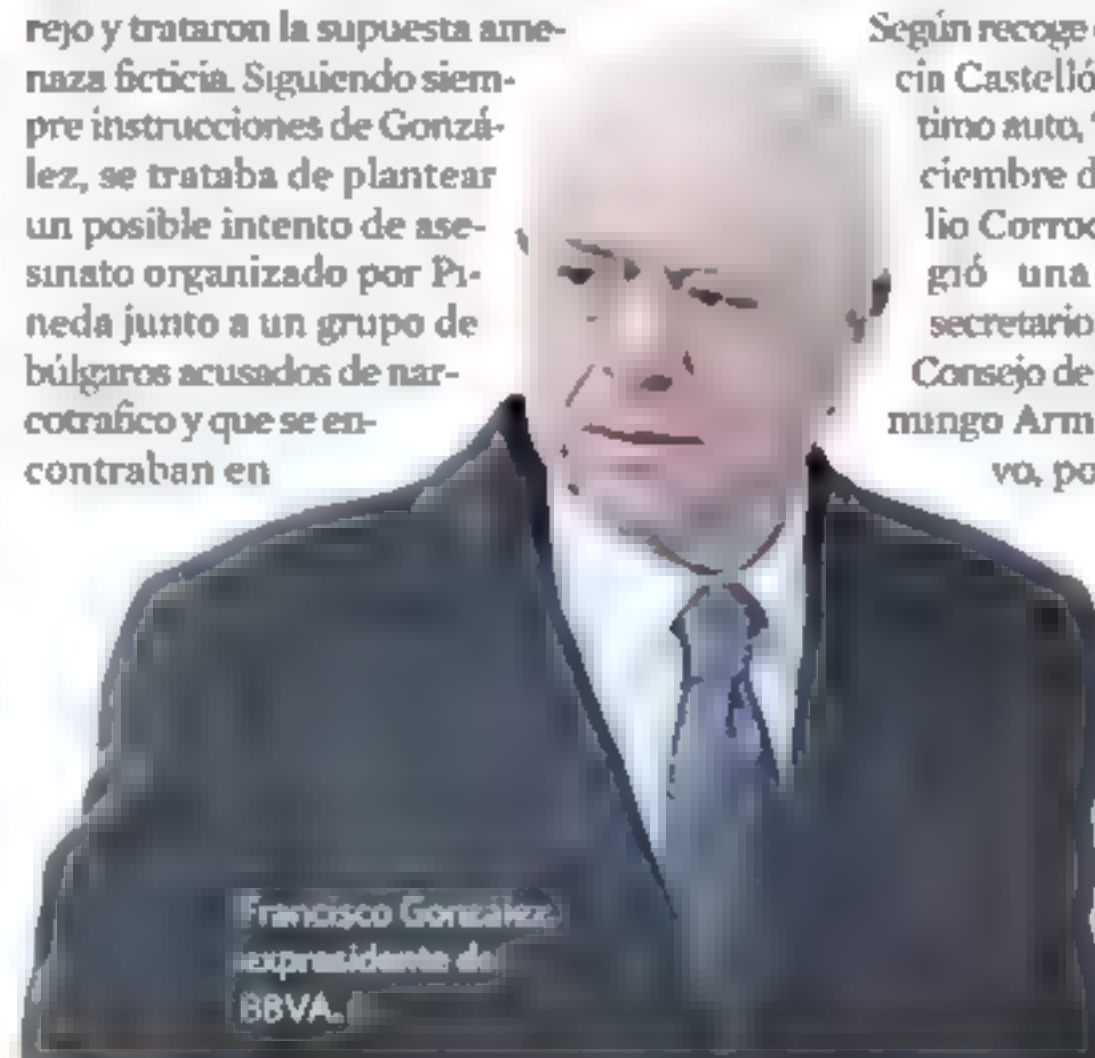 rejo y trataron la supuesta ame-
naza ficticia. Siguiendo siem-
pre instrucciones de Gonzá-
lez, se trataba de plantear
un posible intento de ase-
sinato organizado por Pi-
neda junto a un grupo de
búlgaros acusados de nar-
cotrafico y que se en-
contraban en
Según recoge
cia Castelló
timo auto,
ciembre d
lio Corroc
gió una
secretario
Consejo de
mingo Arm
vo, po
Francisco González,
expresidente de
BBVA.